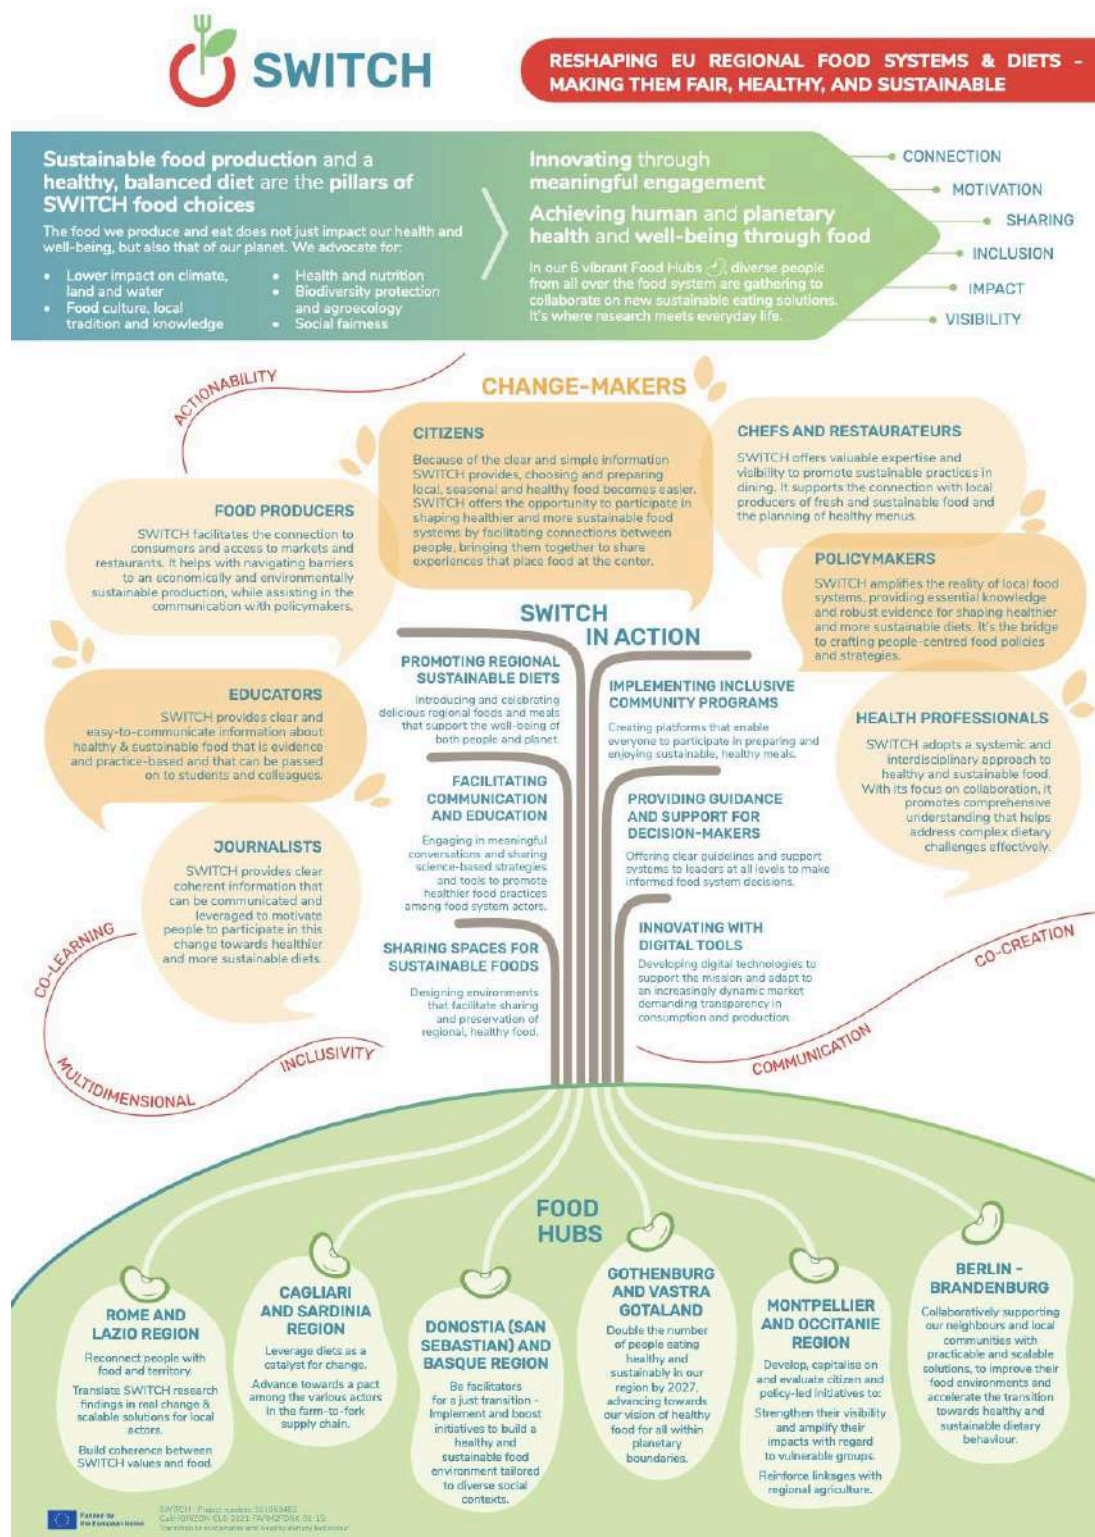 SWITCH
RESHAPING EU REGIONAL FOOD SYSTEMS & DIETS -
MAKING THEM FAIR, HEALTHY, AND SUSTAINABLE
Sustainable food production and a
healthy, balanced diet are the pillars of
SWITCH food choices
The food we produce and eat does not just impact our health and
well-being, but also that of our planet. We advocate for:
• Lower impact on climate,
land and water
• Food culture, local
tradition and knowledge
• Health and nutrition
• Biodiversity protection
and agroecology
• Social fairness
Innovating through
meaningful engagement
Achieving human and planetary
health and well-being through food
In our 6 vibrant Food Hubs , diverse people
from all over the food system are gathering to
collaborate on new sustainable eating solutions.
It's where research meets everyday life.
CONNECTION
MOTIVATION
SHARING
INCLUSION
IMPACT
VISIBILITY
ACTIONABILITY
CHANGE-MAKERS
CITIZENS
Because of the clear and simple information
SWITCH provides, choosing and preparing
local, seasonal and healthy food becomes easier.
SWITCH offers the opportunity to participate in
shaping healthier and more sustainable food
systems by facilitating connections between
people, bringing them together to share
experiences that place food at the center.
CHEFS AND RESTAURATEURS
SWITCH offers valuable expertise and
visibility to promote sustainable practices in
dining. It supports the connection with local
producers of fresh and sustainable food and
the planning of healthy menus.
FOOD PRODUCERS
SWITCH facilitates the connection to
consumers and access to markets and
restaurants. It helps with navigating barriers
to an economically and environmentally
sustainable production, while assisting in the
communication with policymakers.
POLICYMAKERS
SWITCH amplifies the reality of local food
systems, providing essential knowledge
and robust evidence for shaping healthier
and more sustainable diets. It's the bridge
to crafting people-centred food policies
and strategies.
EDUCATORS
SWITCH provides clear and
easy-to-communicate information about
healthy & sustainable food that is evidence
and practice-based and that can be passed
on to students and colleagues.
HEALTH PROFESSIONALS
SWITCH adopts a systemic and
interdisciplinary approach to
healthy and sustainable food.
With its focus on collaboration, it
promotes comprehensive
understanding that helps
address complex dietary
challenges effectively.
JOURNALISTS
SWITCH provides clear
coherent information that
can be communicated and
leveraged to motivate
people to participate in this
change towards healthier
and more sustainable diets.
SWITCH
IN ACTION
PROMOTING REGIONAL
SUSTAINABLE DIETS
Introducing and celebrating
delicious regional foods and meals
that support the well-being of
both people and planet.
IMPLEMENTING INCLUSIVE
COMMUNITY PROGRAMS
Creating platforms that enable
everyone to participate in preparing and
enjoying sustainable, healthy meals.
FACILITATING
COMMUNICATION
AND EDUCATION
Engaging in meaningful
conversations and sharing
science-based strategies
and tools to promote
healthier food practices
among food system actors.
PROVIDING GUIDANCE
AND SUPPORT FOR
DECISION-MAKERS
Offering clear guidelines and support
systems to leaders at all levels to make
informed food system decisions.
SHARING SPACES FOR
SUSTAINABLE FOODS
Designing environments
that facilitate sharing
and preservation of
regional, healthy food.
INNOVATING WITH
DIGITAL TOOLS
Developing digital technologies to
support the mission and adapt to
an increasingly dynamic market
demanding transparency in
consumption and production.
CO-LEARNING
MULTIDIMENSIONAL
INCLUSIVITY
COMMUNICATION
CO-CREATION
FOOD
HUBS
ROME AND
LAZIO REGION
Reconnect people with
food and territory.
Translate SWITCH research
findings in real change &
scalable solutions for local
actors.
Build coherence between
SWITCH values and food.
CAGLIARI
AND SARDINIA
REGION
Leverage diets as a
catalyst for change.
Advance towards a pact
among the various actors
in the farm-to-fork
supply chain.
DONOSTIA (SAN
SEBASTIAN) AND
BASQUE REGION
Be facilitators
for a just transition -
Implement and boost
initiatives to build a
healthy and
sustainable food
environment tailored
to diverse social
contexts.
GOTHENBURG
AND VASTRA
GOTALAND
Double the number
of people eating
healthy and
sustainably in our
region by 2027,
advancing towards
our vision of healthy
food for all within
planetary
boundaries.
MONTPELLIER
AND OCCITANIE
REGION
Develop, capitalise on
and evaluate citizen and
policy-led initiatives to:
Strengthen their visibility
and amplify their
impacts with regard
to vulnerable groups.
Reinforce linkages with
regional agriculture.
BERLIN -
BRANDENBURG
Collaboratively supporting
our neighbours and local
communities with
practicable and scalable
solutions, to improve their
food environments and
accelerate the transition
towards healthy and
sustainable dietary
behaviour.
Funded by
the European Union
SWITCH / Project number:
Transition to sustainable and healthy dietary behaviour